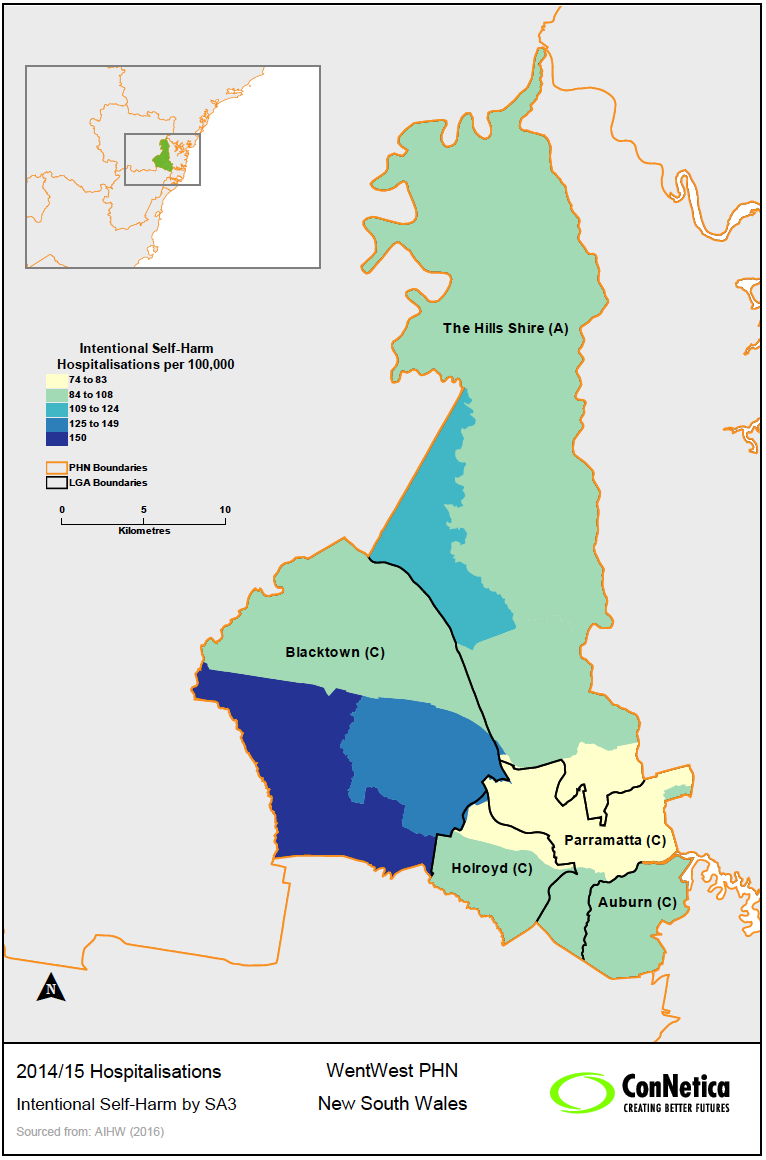 The Hills Shire (A)
Intentional Self-Harm
Hospitalisations per 100,000
74 to 83
84 to 108
109 to 124
125 to 149
150
PHN Boundaries
LGA Boundaries
0 5 10
Kilometres
Blacktown (C)
Parramatta (C)
Holroyd (C)
Auburn (C)
N
2014/15 Hospitalisations
Intentional Self-Harm by SA3
Sourced from: AIHW (2016)
WentWest PHN
New South Wales
ConNetica
CREATING BETTER FUTURES